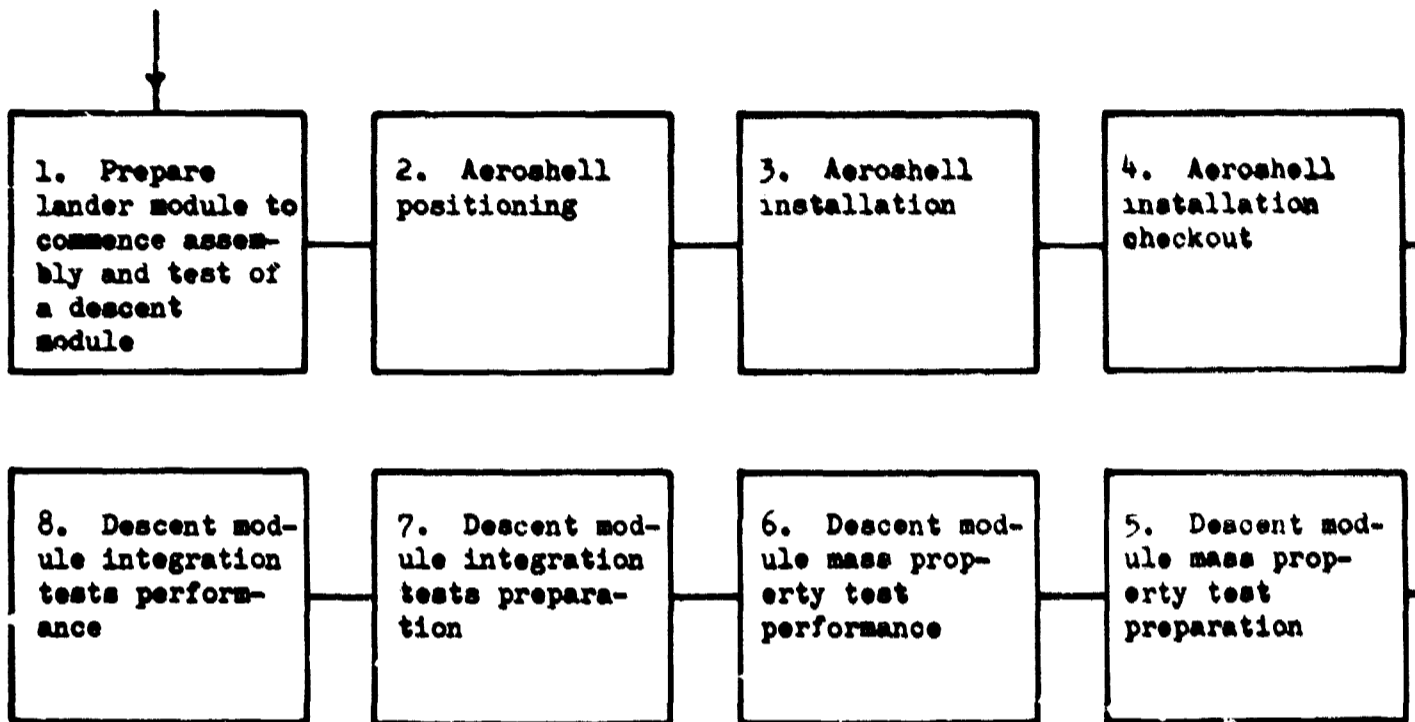 1. Prepare
lander module to
commence assem-
bly and test of
a descent
module
2. Aeroshell
positioning
3. Aeroshell
installation
4. Aeroshell
installation
checkout
8. Descent mod-
ule integration
tests perform-
ance
7. Descent mod-
ule integration
tests prepara-
tion
6. Descent mod-
ule mass prop-
erty test
performance
5. Descent mod-
ule mass prop-
erty test
preparation